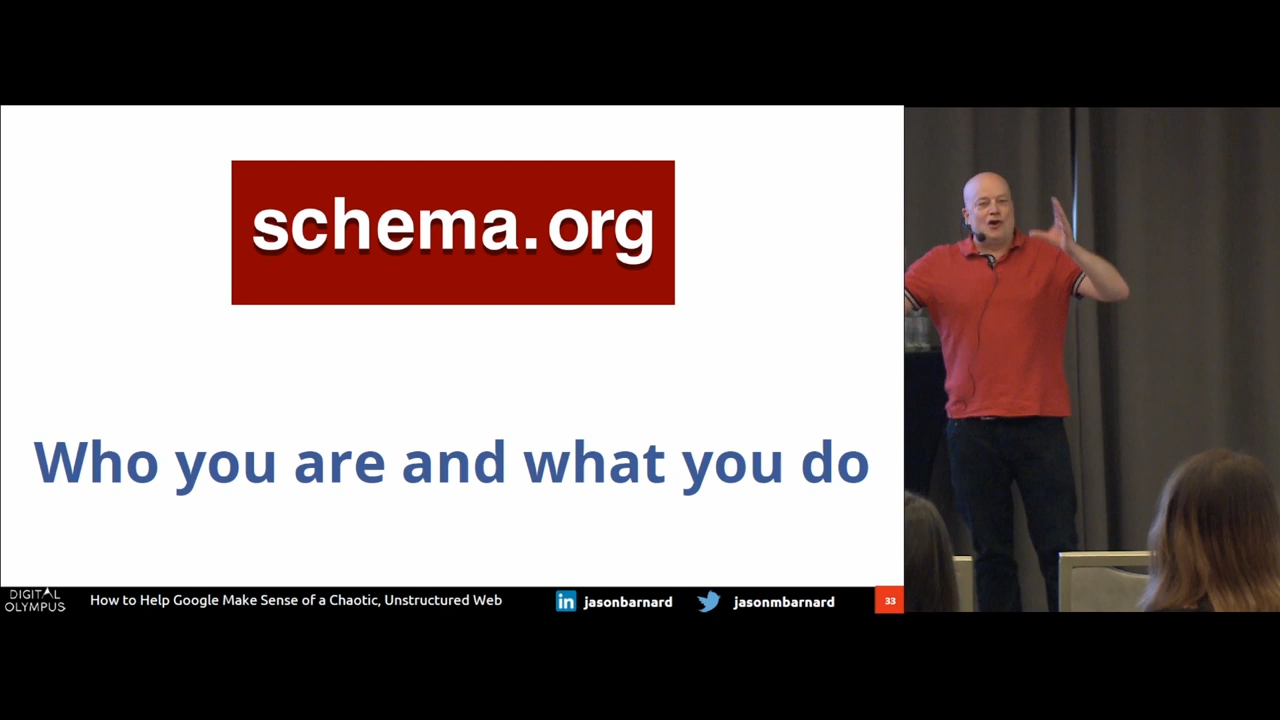 schema.org
Who you are and what you do
DIGITAL
OLYMPUS
How to Help Google Make Sense of a Chaotic, Unstructured Web
in jasonbarnard
jasonmbarnard
33